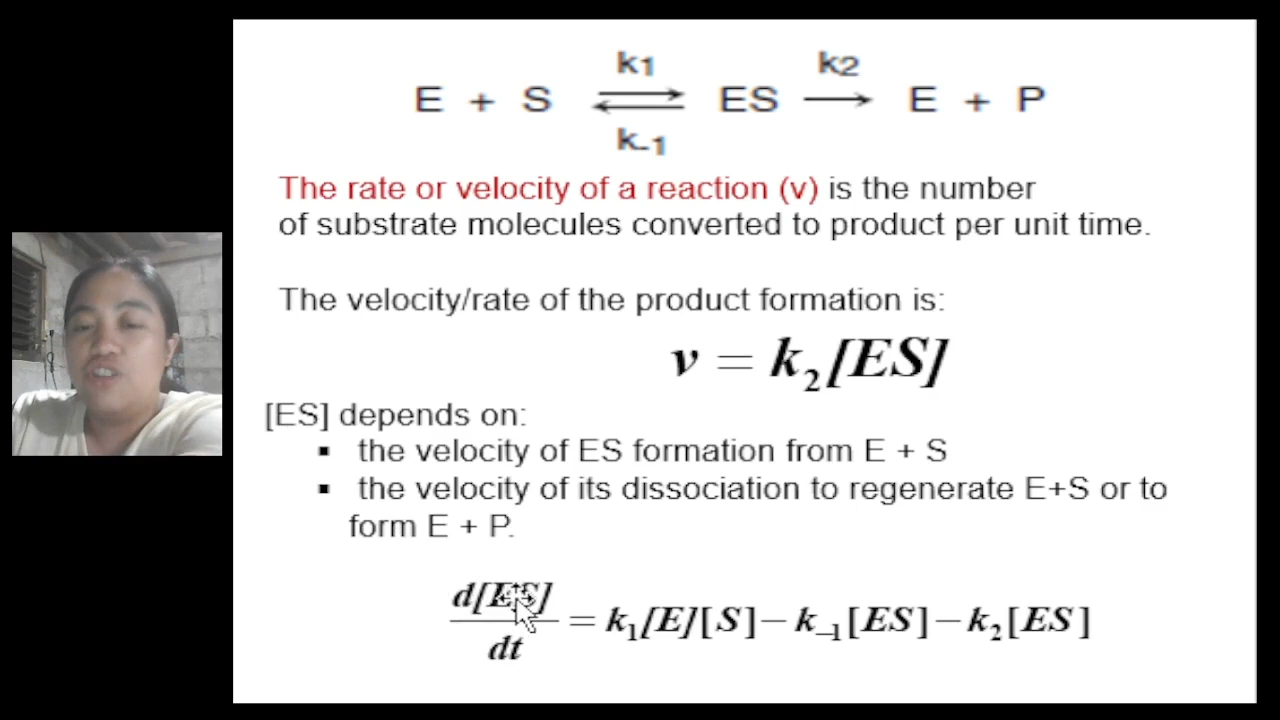 k1 k2
E + S ⇌ ES → E + P
k-1
The rate or velocity of a reaction (v) is the number
of substrate molecules converted to product per unit time.
The velocity/rate of the product formation is:
v = k₂[ES]
[ES] depends on:
▪ the velocity of ES formation from E + S
▪ the velocity of its dissociation to regenerate E+S or to
form E + P.
d[ES]
dt
= k₁[E][S]−k₋₁[ES]−k₂[ES]